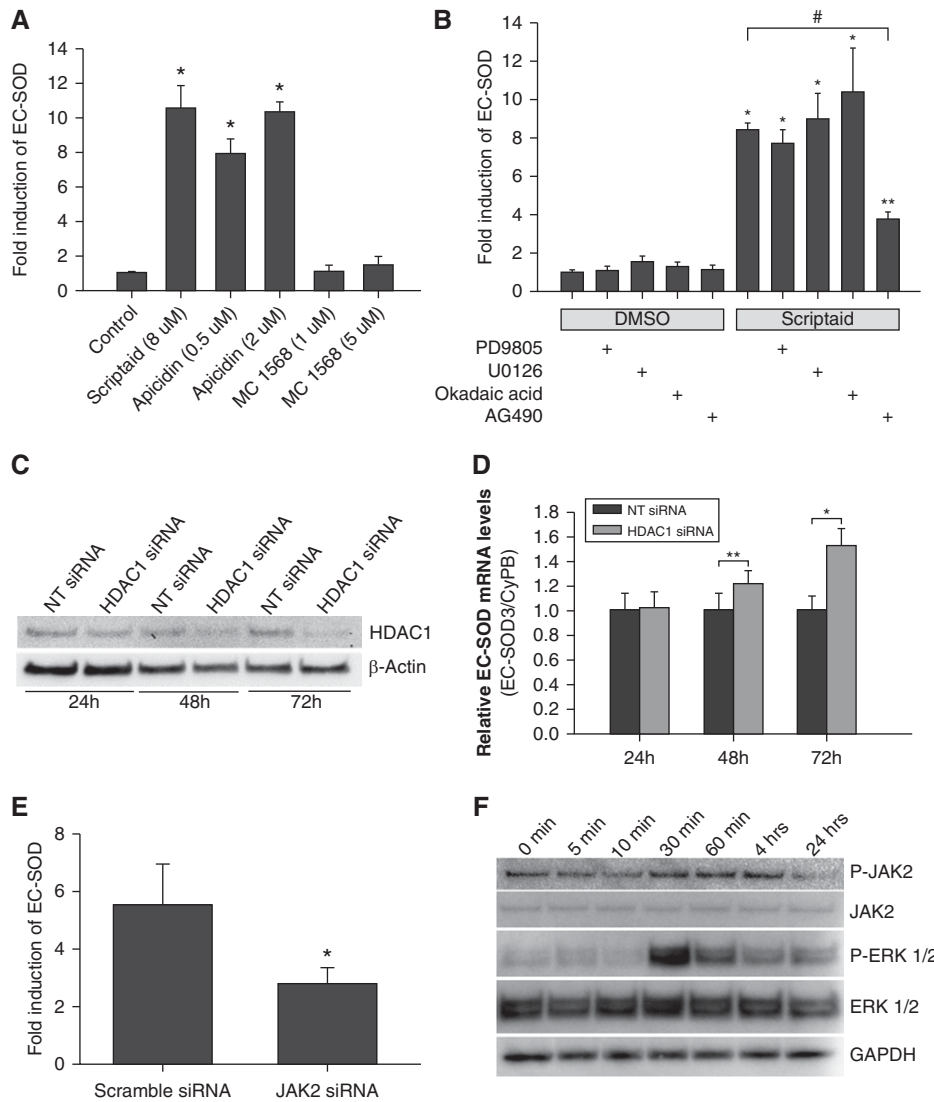 A
Fold induction of EC-SOD
14
12
10
8
6
4
2
0
*
*
*
Control
Scriptaid (8 uM)
Apicidin (0.5 uM)
Apicidin (2 uM)
MC 1568 (1 uM)
MC 1568 (5 uM)
B
Fold induction of EC-SOD
14
12
10
8
6
4
2
0
#
*
*
*
*
**
DMSO
Scriptaid
PD9805 + +
U0126 + +
Okadaic acid + +
AG490 + +
C
NT siRNA
HDAC1 siRNA
NT siRNA
HDAC1 siRNA
NT siRNA
HDAC1 siRNA
HDAC1
β-Actin
24h 48h 72h
D
Relative EC-SOD mRNA levels
(EC-SOD3/CyPB)
1.8
1.6
1.4
1.2
1.0
0.8
0.6
0.4
0.2
0.0
NT siRNA
HDAC1 siRNA
**
*
24h 48h 72h
E
Fold induction of EC-SOD
8
6
4
2
0
*
Scramble siRNA JAK2 siRNA
F
0 min
5 min
10 min
30 min
60 min
4 hrs
24 hrs
P-JAK2
JAK2
P-ERK 1/2
ERK 1/2
GAPDH